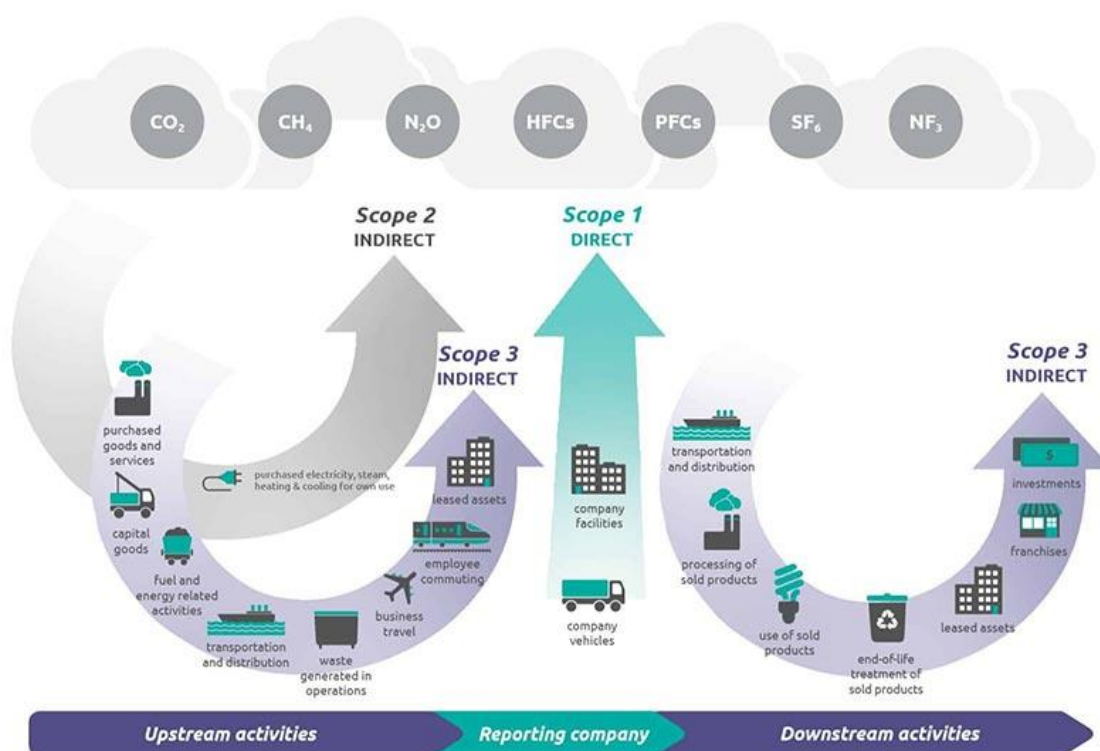 CO₂
CH₄
N₂O
HFCs
PFCs
SF₆
NF₃
Scope 2
INDIRECT
Scope 1
DIRECT
Scope 3
INDIRECT
Scope 3
INDIRECT
purchased
goods and
services
capital
goods
fuel and
energy related
activities
transportation
and distribution
waste
generated in
operations
business
travel
employee
commuting
leased assets
purchased electricity, steam,
heating & cooling for own use
company
facilities
company
vehicles
transportation
and distribution
processing of
sold products
use of sold
products
end-of-life
treatment of
sold products
leased assets
franchises
$
investments
Upstream activities
Reporting company
Downstream activities